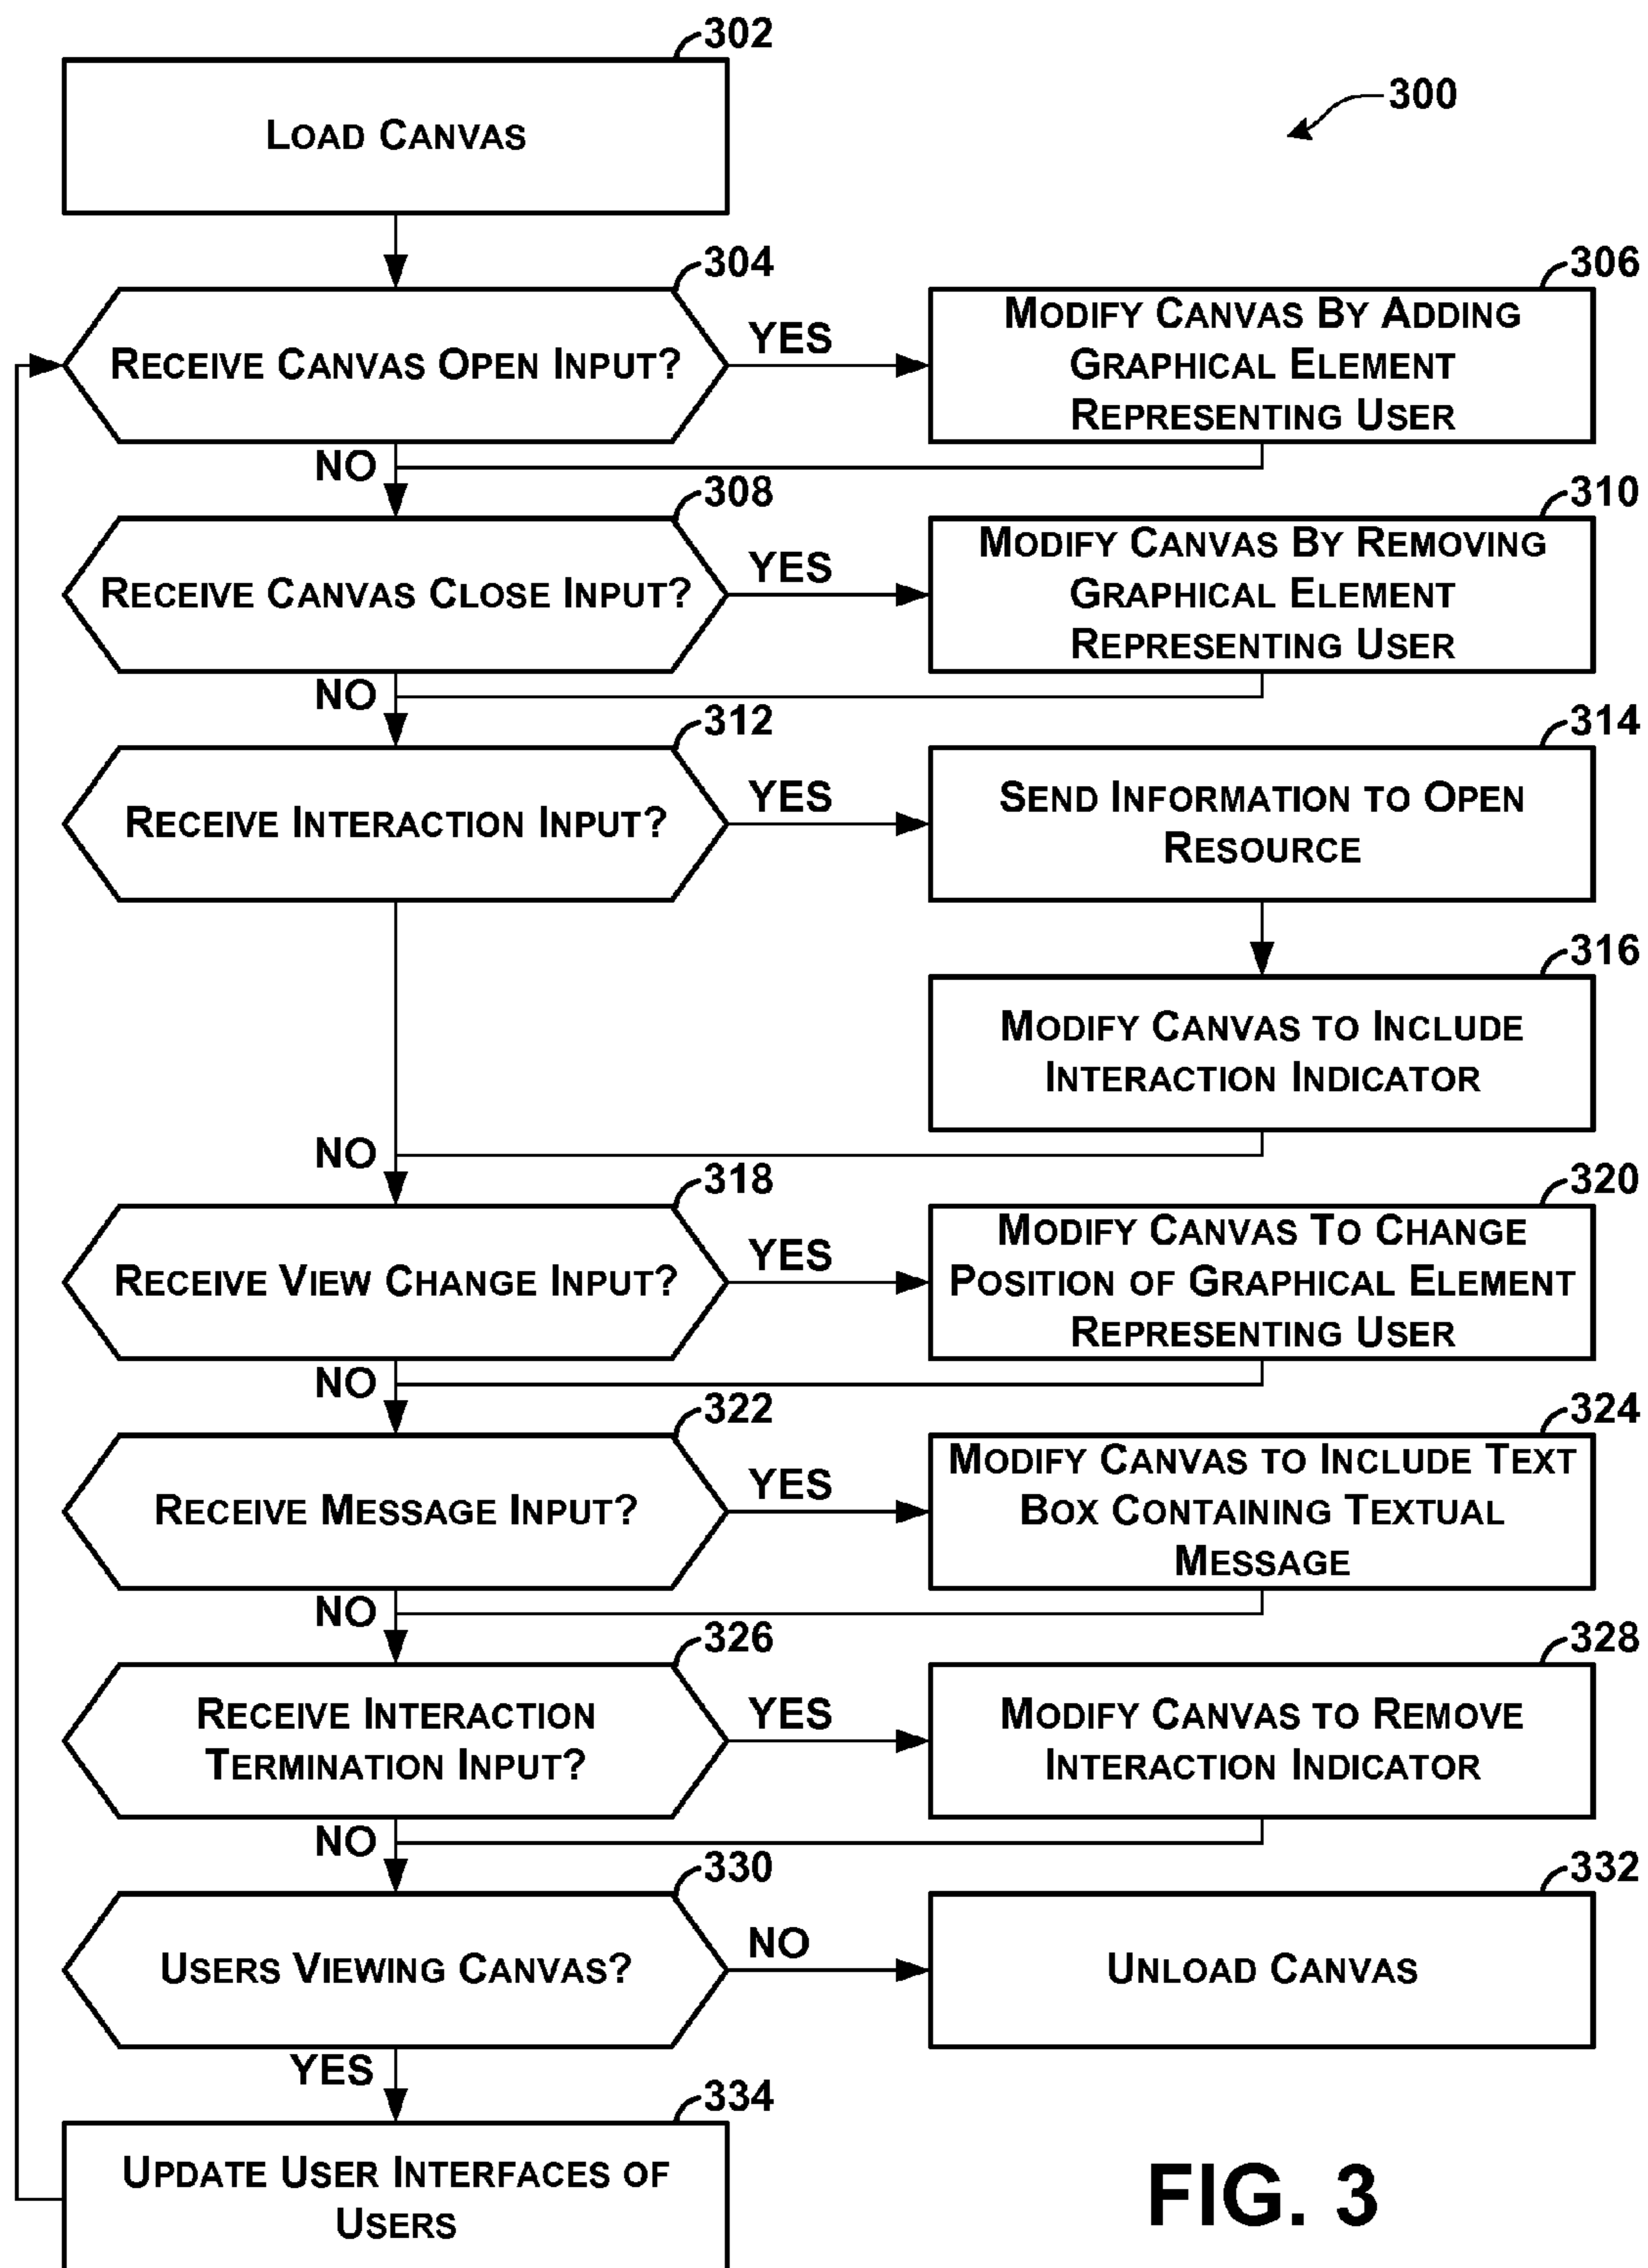 302
LOAD CANVAS
300
304
RECEIVE CANVAS OPEN INPUT?
YES
NO
306
MODIFY CANVAS BY ADDING
GRAPHICAL ELEMENT
REPRESENTING USER
308
RECEIVE CANVAS CLOSE INPUT?
YES
NO
310
MODIFY CANVAS BY REMOVING
GRAPHICAL ELEMENT
REPRESENTING USER
312
RECEIVE INTERACTION INPUT?
YES
NO
314
SEND INFORMATION TO OPEN
RESOURCE
316
MODIFY CANVAS TO INCLUDE
INTERACTION INDICATOR
318
RECEIVE VIEW CHANGE INPUT?
YES
NO
320
MODIFY CANVAS TO CHANGE
POSITION OF GRAPHICAL ELEMENT
REPRESENTING USER
322
RECEIVE MESSAGE INPUT?
YES
NO
324
MODIFY CANVAS TO INCLUDE TEXT
BOX CONTAINING TEXTUAL
MESSAGE
326
RECEIVE INTERACTION
TERMINATION INPUT?
YES
NO
328
MODIFY CANVAS TO REMOVE
INTERACTION INDICATOR
330
USERS VIEWING CANVAS?
NO
YES
332
UNLOAD CANVAS
334
UPDATE USER INTERFACES OF
USERS
FIG. 3